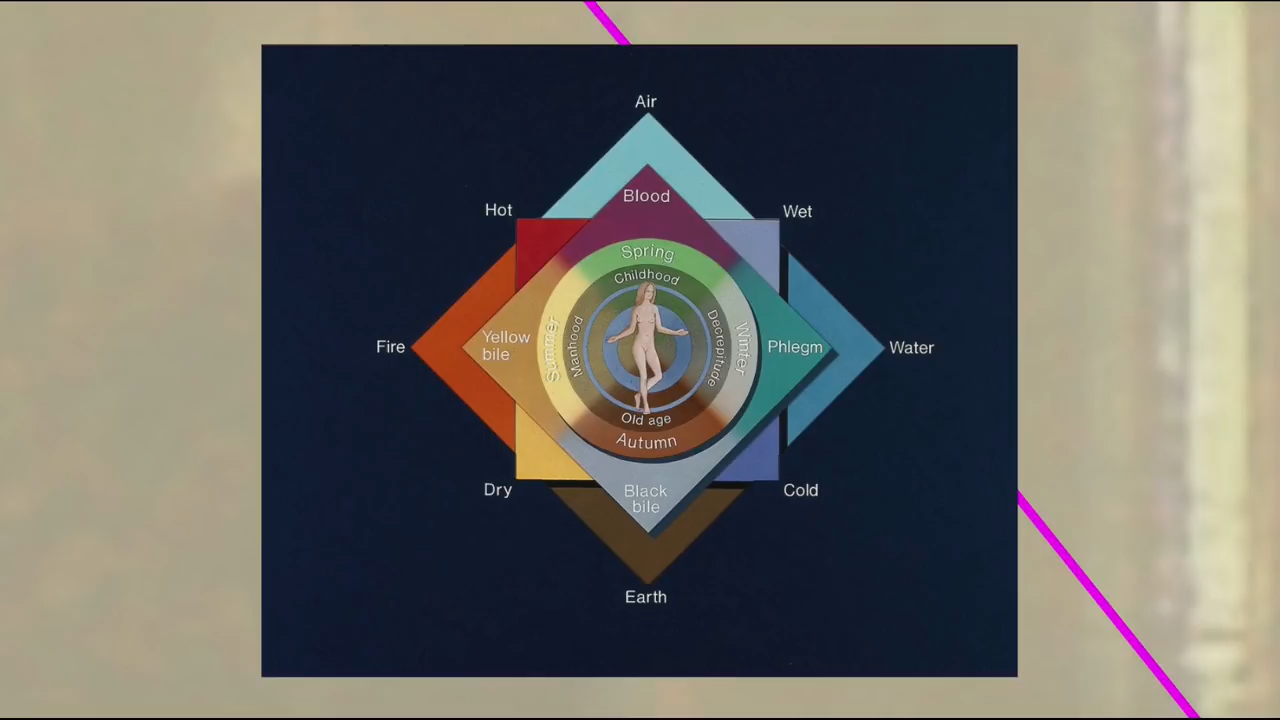 Air
Hot
Blood
Wet
Spring
Childhood
Fire
Yellow
bile
Summer
Manhood
Decrepitude
Winter
Phlegm
Water
Old age
Autumn
Dry
Black
bile
Cold
Earth